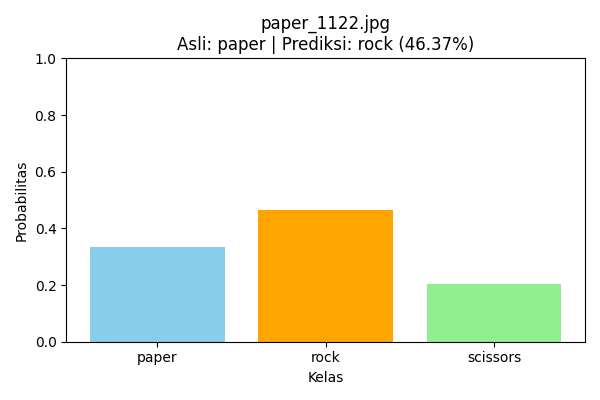 paper_1122.jpg
Asli: paper | Prediksi: rock (46.37%)
1.0
0.8
0.6
0.4
0.2
0.0
Probabilitas
paper
rock
scissors
Kelas